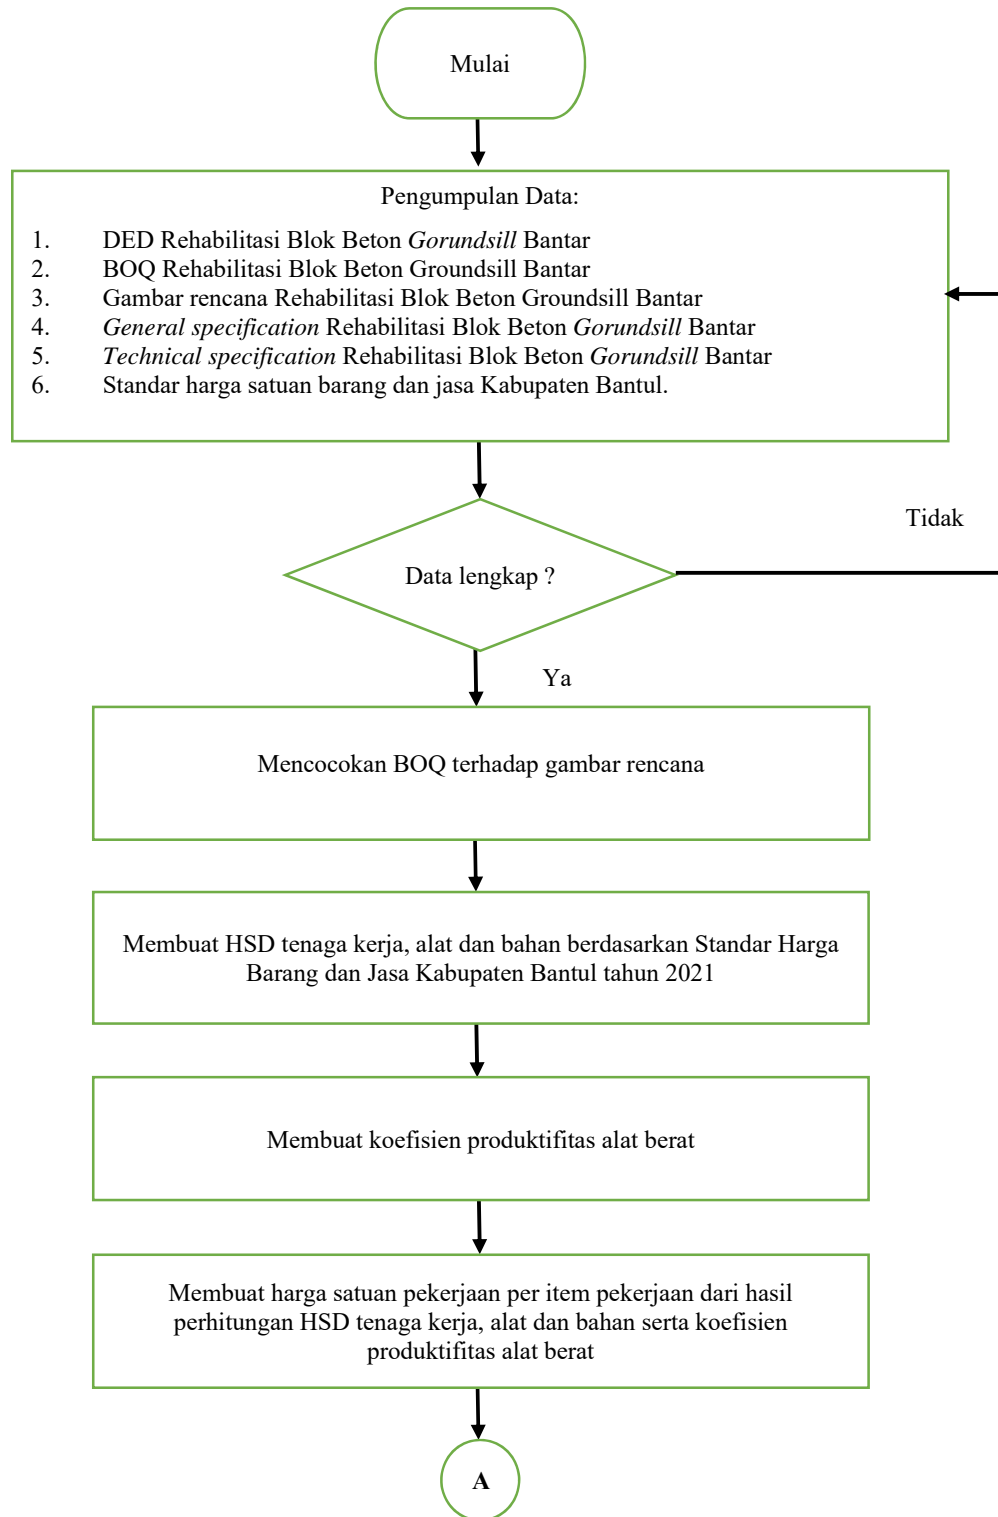 Mulai
Pengumpulan Data:
1. DED Rehabilitasi Blok Beton Gorundsill Bantar
2. BOQ Rehabilitasi Blok Beton Groundsill Bantar
3. Gambar rencana Rehabilitasi Blok Beton Groundsill Bantar
4. General specification Rehabilitasi Blok Beton Gorundsill Bantar
5. Technical specification Rehabilitasi Blok Beton Gorundsill Bantar
6. Standar harga satuan barang dan jasa Kabupaten Bantul.
Tidak
Data lengkap ?
Ya
Mencocokan BOQ terhadap gambar rencana
Membuat HSD tenaga kerja, alat dan bahan berdasarkan Standar Harga
Barang dan Jasa Kabupaten Bantul tahun 2021
Membuat koefisien produktifitas alat berat
Membuat harga satuan pekerjaan per item pekerjaan dari hasil
perhitungan HSD tenaga kerja, alat dan bahan serta koefisien
produktifitas alat berat
A